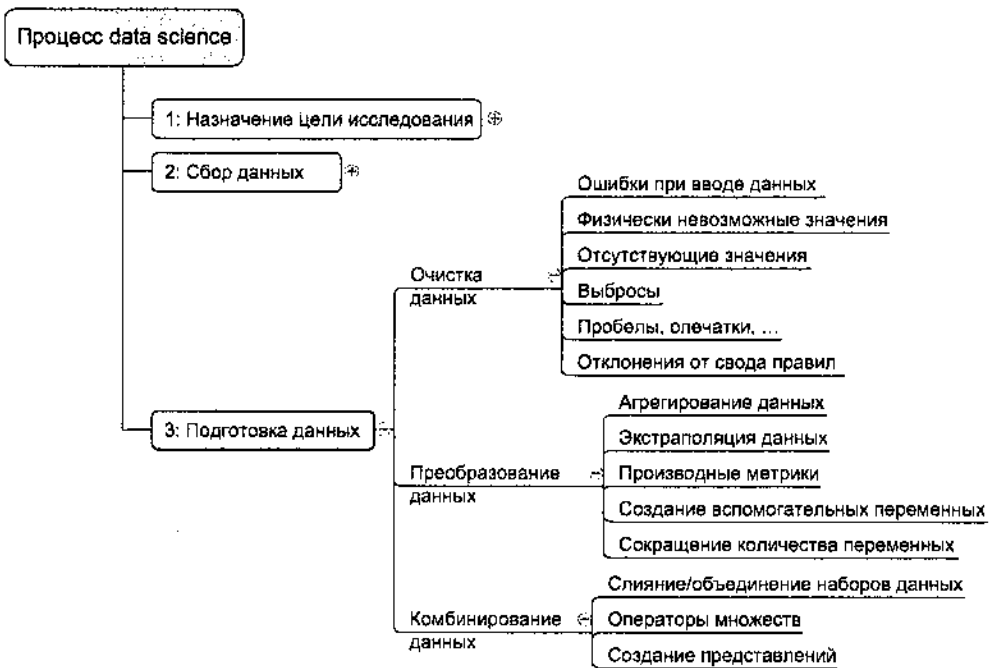 Процесс data science
1: Назначение цели исследования
2: Сбор данных
3: Подготовка данных
Очистка
данных
Ошибки при вводе данных
Физически невозможные значения
Отсутствующие значения
Выбросы
Пробелы, опечатки, ...
Отклонения от свода правил
Преобразование
данных
Агрегирование данных
Экстраполяция данных
Производные метрики
Создание вспомогательных переменных
Сокращение количества переменных
Комбинирование
данных
Слияние/объединение наборов данных
Операторы множеств
Создание представлений